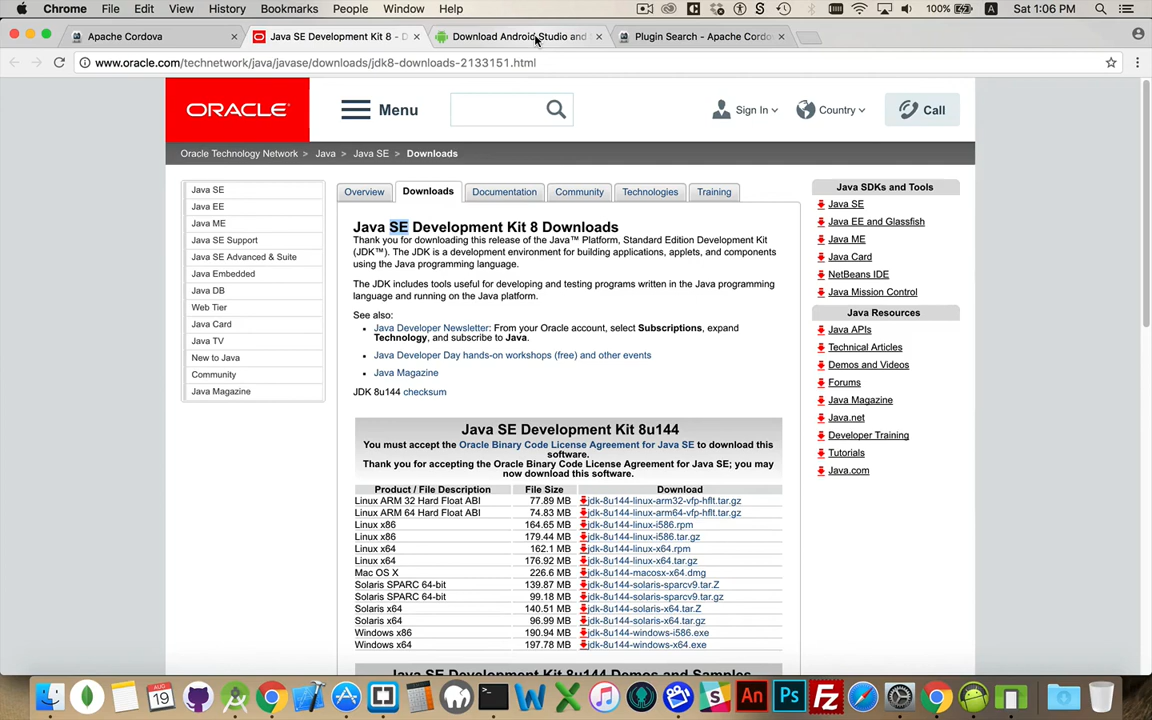 Chrome File Edit View History Bookmarks People Window Help 100% A Sat 1:06 PM
Apache Cordova
Java SE Development Kit 8 - D
Download Android Studio and
Plugin Search - Apache Cordo
www.oracle.com/technetwork/java/javase/downloads/jdk8-downloads-2133151.html
ORACLE
Menu
Sign In
Country
Call
Oracle Technology Network > Java > Java SE > Downloads
Java SE
Java EE
Java ME
Java SE Support
Java SE Advanced & Suite
Java Embedded
Java DB
Web Tier
Java Card
Java TV
New to Java
Community
Java Magazine
Overview
Downloads
Documentation
Community
Technologies
Training
Java SE Development Kit 8 Downloads
Thank you for downloading this release of the Java™ Platform, Standard Edition Development Kit
(JDK™). The JDK is a development environment for building applications, applets, and components
using the Java programming language.
The JDK includes tools useful for developing and testing programs written in the Java programming
language and running on the Java platform.
See also:
Java Developer Newsletter: From your Oracle account, select Subscriptions, expand
Technology, and subscribe to Java.
Java Developer Day hands-on workshops (free) and other events
Java Magazine
JDK 8u144 checksum
Java SE Development Kit 8u144
You must accept the Oracle Binary Code License Agreement for Java SE to download this
software.
Thank you for accepting the Oracle Binary Code License Agreement for Java SE; you may
now download this software.
Product / File Description File Size Download
Linux ARM 32 Hard Float ABI 77.89 MB jdk-8u144-linux-arm32-vfp-hflt.tar.gz
Linux ARM 64 Hard Float ABI 74.83 MB jdk-8u144-linux-arm64-vfp-hflt.tar.gz
Linux x86 164.65 MB jdk-8u144-linux-i586.rpm
Linux x86 179.44 MB jdk-8u144-linux-i586.tar.gz
Linux x64 162.1 MB jdk-8u144-linux-x64.rpm
Linux x64 176.92 MB jdk-8u144-linux-x64.tar.gz
Mac OS X 226.6 MB jdk-8u144-macosx-x64.dmg
Solaris SPARC 64-bit 139.87 MB jdk-8u144-solaris-sparcv9.tar.Z
Solaris SPARC 64-bit 99.18 MB jdk-8u144-solaris-sparcv9.tar.gz
Solaris x64 140.51 MB jdk-8u144-solaris-x64.tar.Z
Solaris x64 96.99 MB jdk-8u144-solaris-x64.tar.gz
Windows x86 190.94 MB jdk-8u144-windows-i586.exe
Windows x64 197.78 MB jdk-8u144-windows-x64.exe
Java SE Development Kit 8u144 Demos and Samples
Java SDKs and Tools
Java SE
Java EE and Glassfish
Java ME
Java Card
NetBeans IDE
Java Mission Control
Java Resources
Java APIs
Technical Articles
Demos and Videos
Forums
Java Magazine
Java.net
Developer Training
Tutorials
Java.com
AUG
19
An
Ps